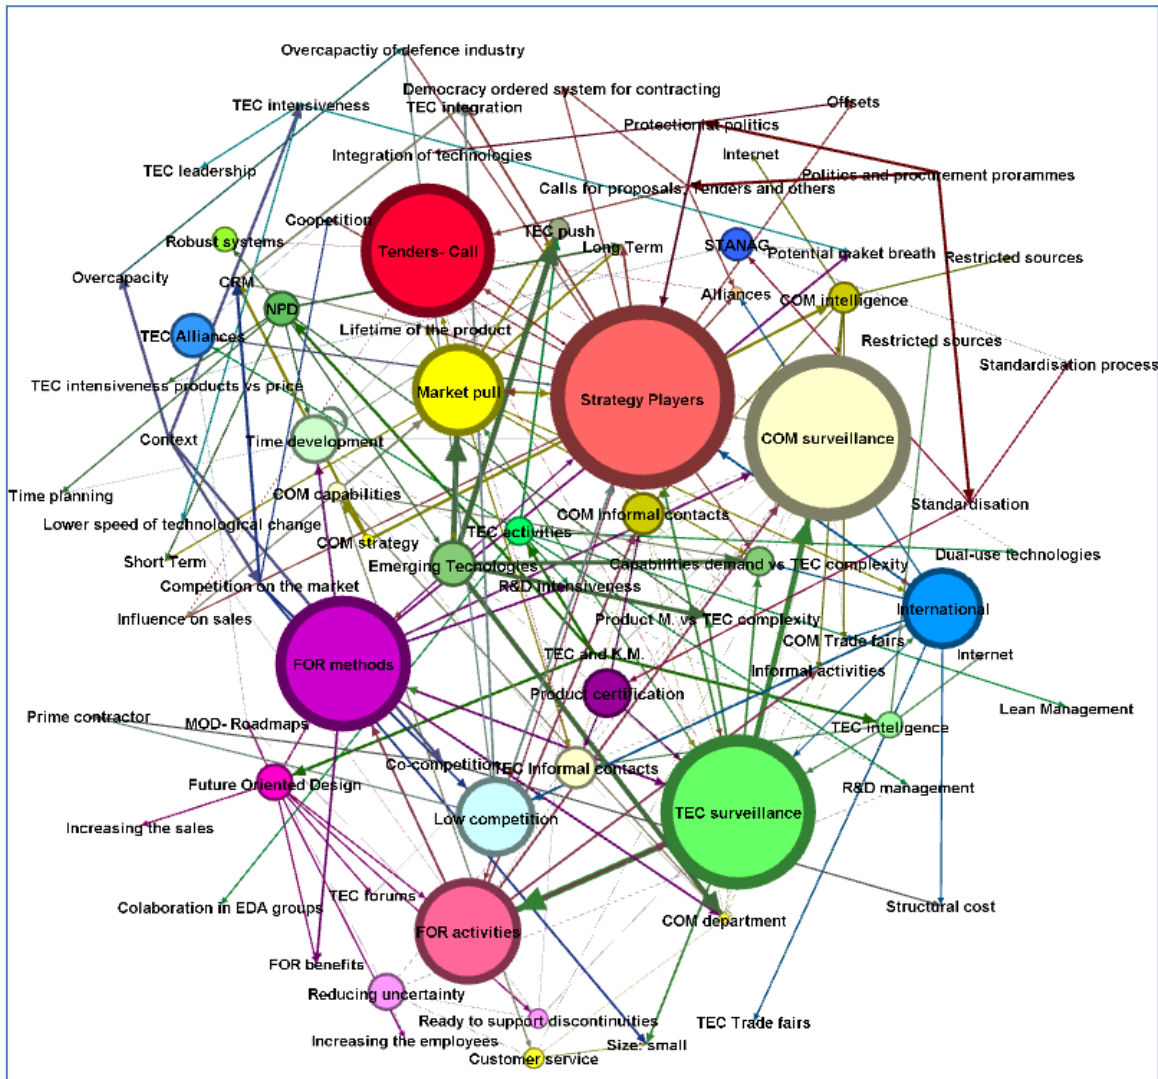 Overcapactiy of defence industry
Democracy ordered system for contracting
TEC intensiveness
TEC integration
Offsets
Protectionist politics
Integration of technologies
Internet
TEC leadership
Politics and procurement prorammes
Calls for proposals, Tenders and others
Coopetition
TEC push
Robust systems
Long Term
STANAG
Tenders- Call
Potential maket breath
Restricted sources
Overcapacity
CRM
Alliances
COM intelligence
NPD
Lifetime of the product
TEC Alliances
Restricted sources
Standardisation process
TEC intensiveness products vs price
Market pull
Strategy Players
Context
Time development
COM surveillance
Time planning
COM capabilities
Standardisation
Lower speed of technological change
COM informal contacts
TEC activities
COM strategy
Dual-use technologies
Short Term
Emerging Tecnologies
Capabilities demand vs TEC complexity
Competition on the market
R&D intensiveness
International
Influence on sales
Product M. vs TEC complexity
COM Trade fairs
TEC and K.M.
Internet
FOR methods
Informal activities
Product certification
Lean Management
Prime contractor
MOD- Roadmaps
TEC inteligence
Co-competition
TEC Informal contacts
Future Oriented Design
R&D management
TEC surveillance
Low competition
Increasing the sales
TEC forums
Colaboration in EDA groups
Structural cost
COM department
FOR activities
FOR benefits
Reducing uncertainty
Ready to support discontinuities
TEC Trade fairs
Increasing the employees
Size: small
Customer service